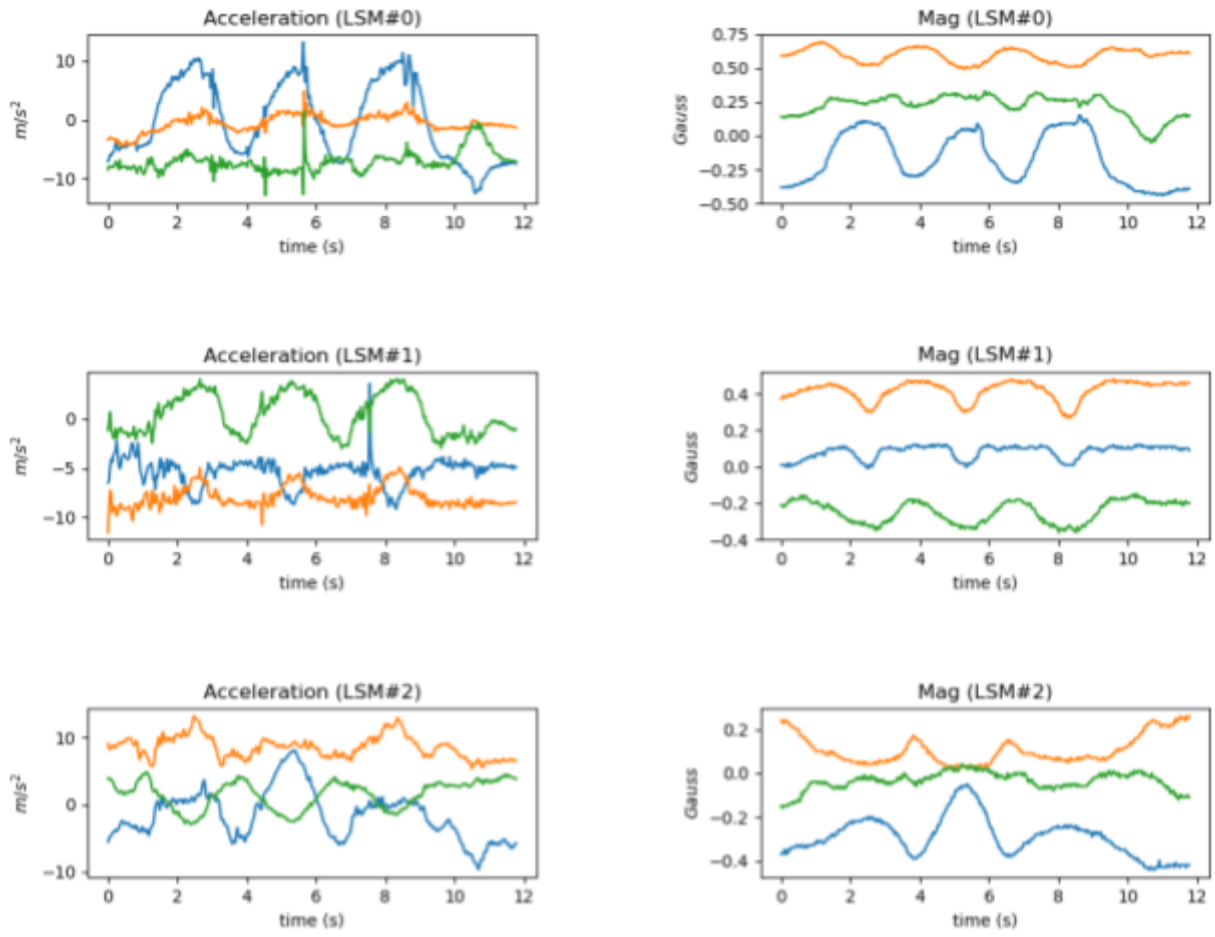 Acceleration (LSM#0)
m/s²
10
0
−10
0 2 4 6 8 10 12
time (s)
Mag (LSM#0)
Gauss
0.75
0.50
0.25
0.00
−0.25
−0.50
0 2 4 6 8 10 12
time (s)
Acceleration (LSM#1)
m/s²
0
−5
−10
0 2 4 6 8 10 12
time (s)
Mag (LSM#1)
Gauss
0.4
0.2
0.0
−0.2
−0.4
0 2 4 6 8 10 12
time (s)
Acceleration (LSM#2)
m/s²
10
0
−10
0 2 4 6 8 10 12
time (s)
Mag (LSM#2)
Gauss
0.2
0.0
−0.2
−0.4
0 2 4 6 8 10 12
time (s)